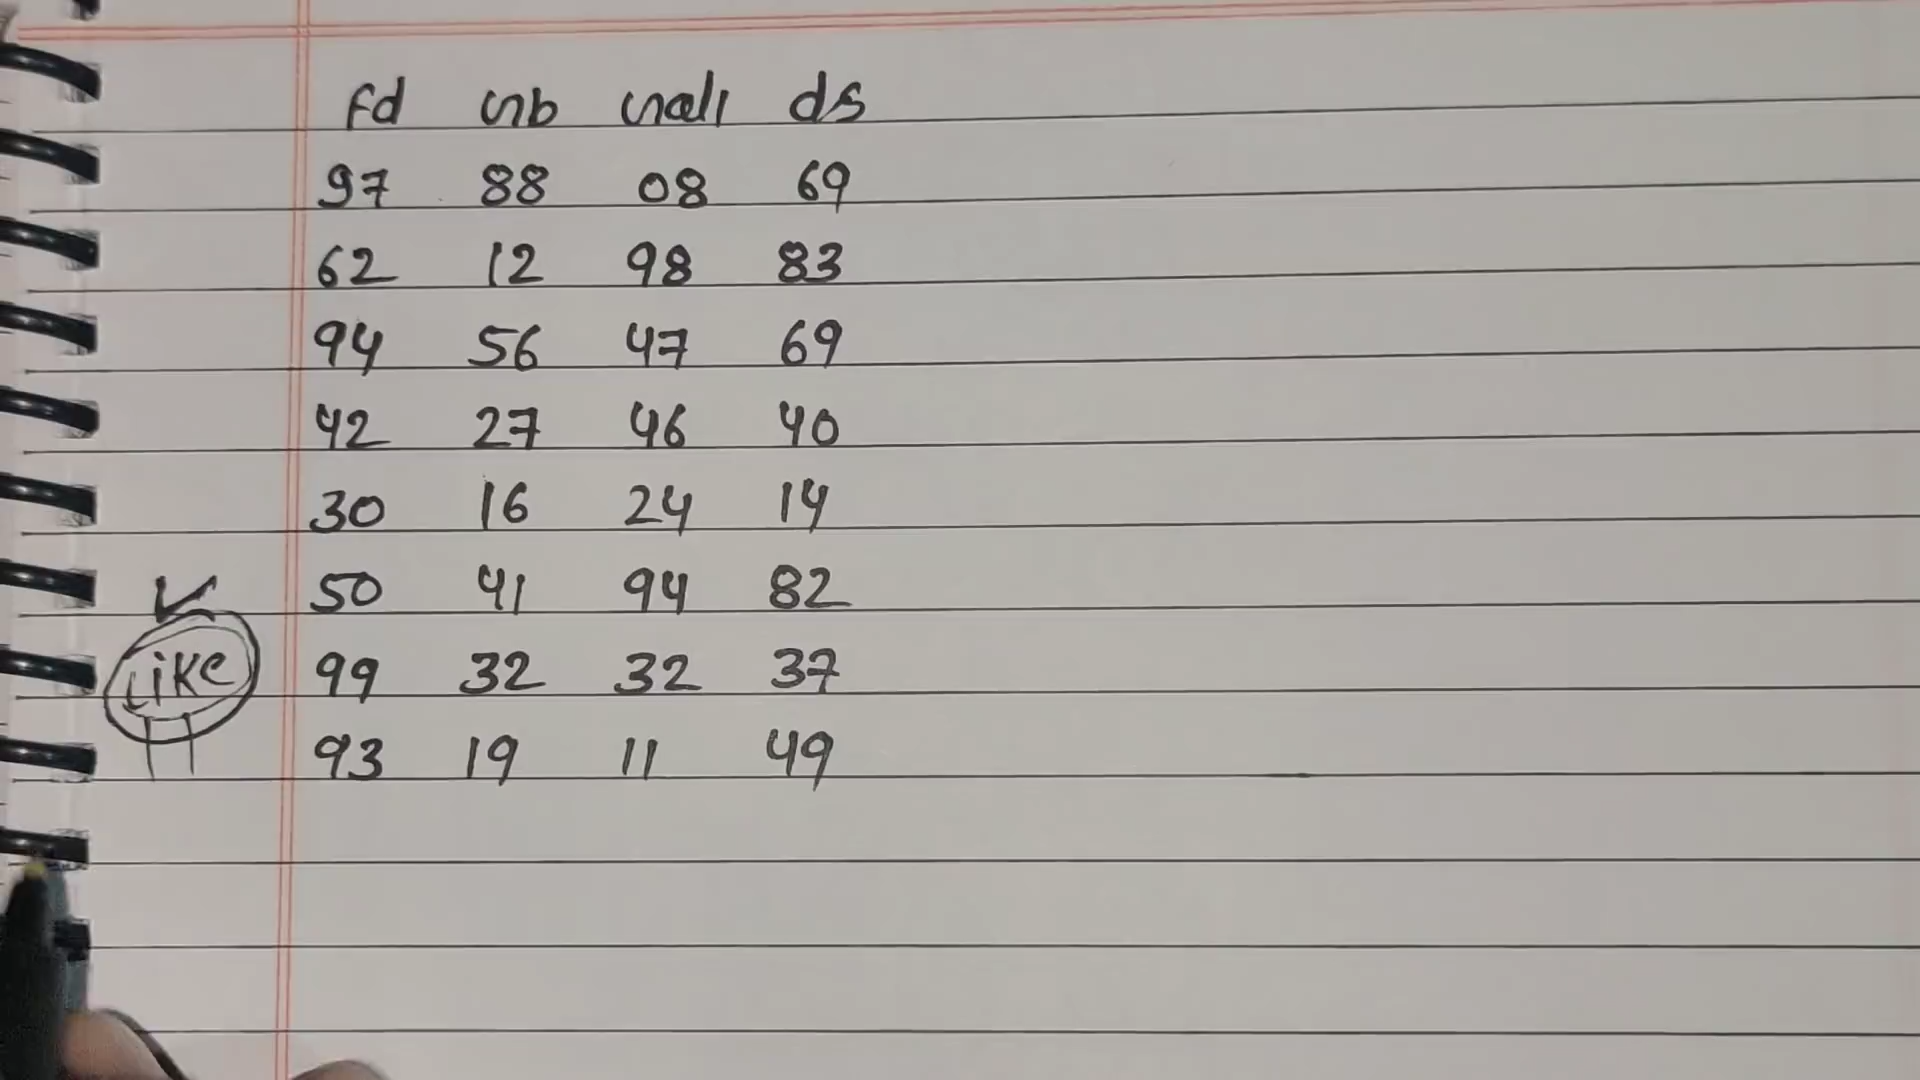 Fd Gb Gali ds
97 88 08 69
62 12 98 83
94 56 47 69
42 27 46 40
30 16 24 14
50 41 94 82
Like 99 32 32 37
93 19 11 49